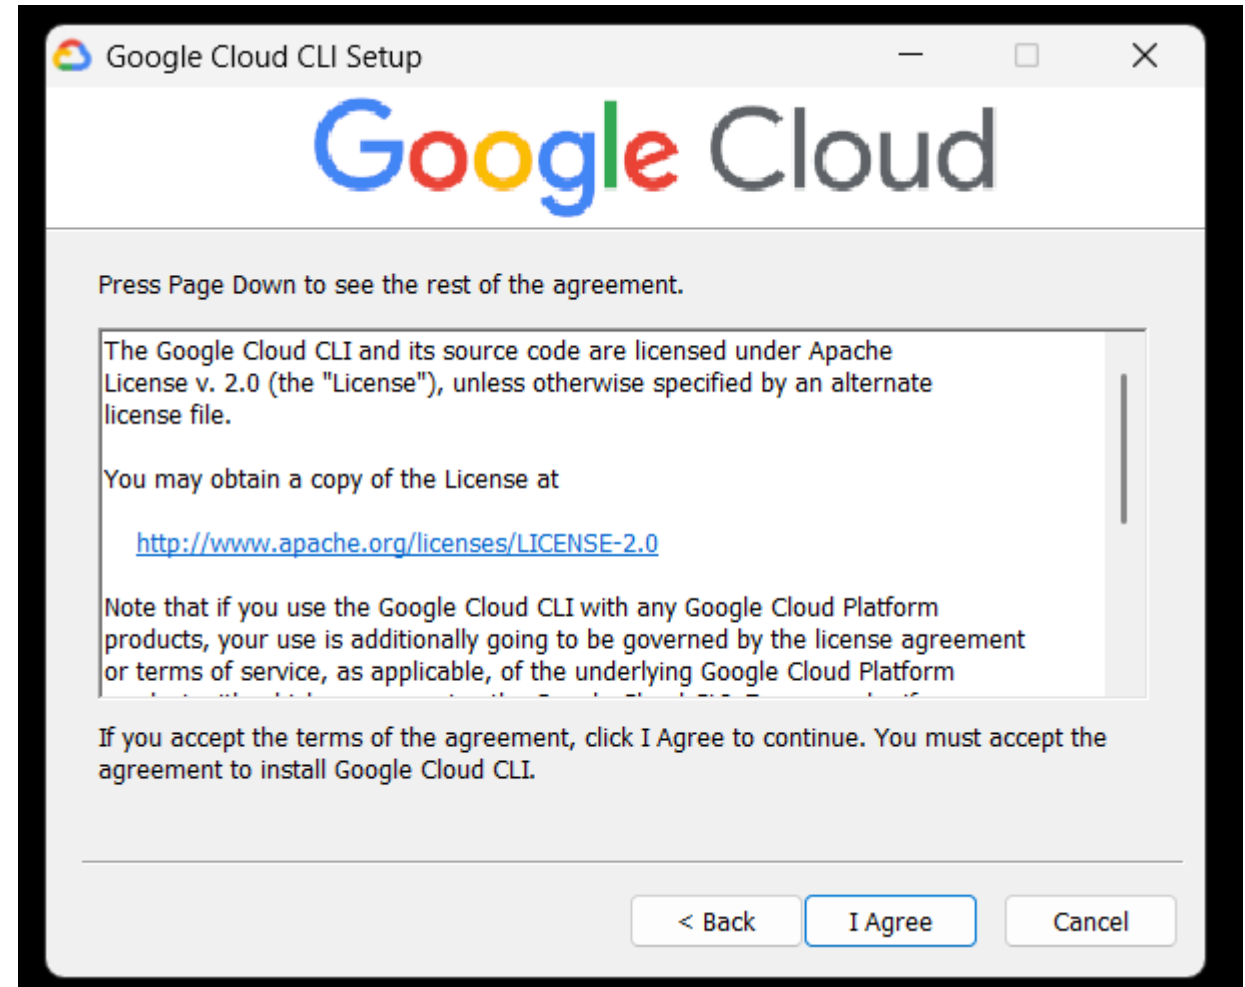 Google Cloud CLI Setup
Google Cloud
Press Page Down to see the rest of the agreement.
The Google Cloud CLI and its source code are licensed under Apache
License v. 2.0 (the "License"), unless otherwise specified by an alternate
license file.
You may obtain a copy of the License at
http://www.apache.org/licenses/LICENSE-2.0
Note that if you use the Google Cloud CLI with any Google Cloud Platform
products, your use is additionally going to be governed by the license agreement
or terms of service, as applicable, of the underlying Google Cloud Platform
If you accept the terms of the agreement, click I Agree to continue. You must accept the
agreement to install Google Cloud CLI.
< Back
I Agree
Cancel